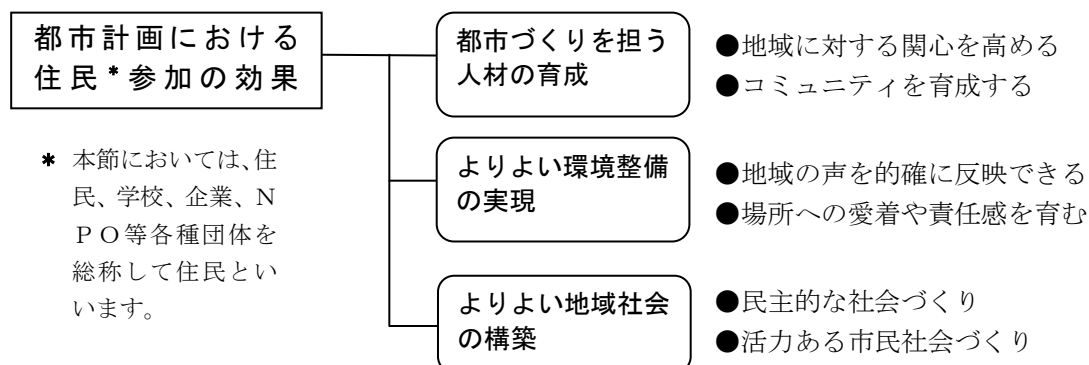 都市計画における
住民＊参加の効果
＊ 本節においては、住
民、学校、企業、Ｎ
ＰＯ等各種団体を
総称して住民とい
います。
都市づくりを担う
人材の育成
●地域に対する関心を高める
●コミュニティを育成する
よりよい環境整備
の実現
●地域の声を的確に反映できる
●場所への愛着や責任感を育む
よりよい地域社会
の構築
●民主的な社会づくり
●活力ある市民社会づくり